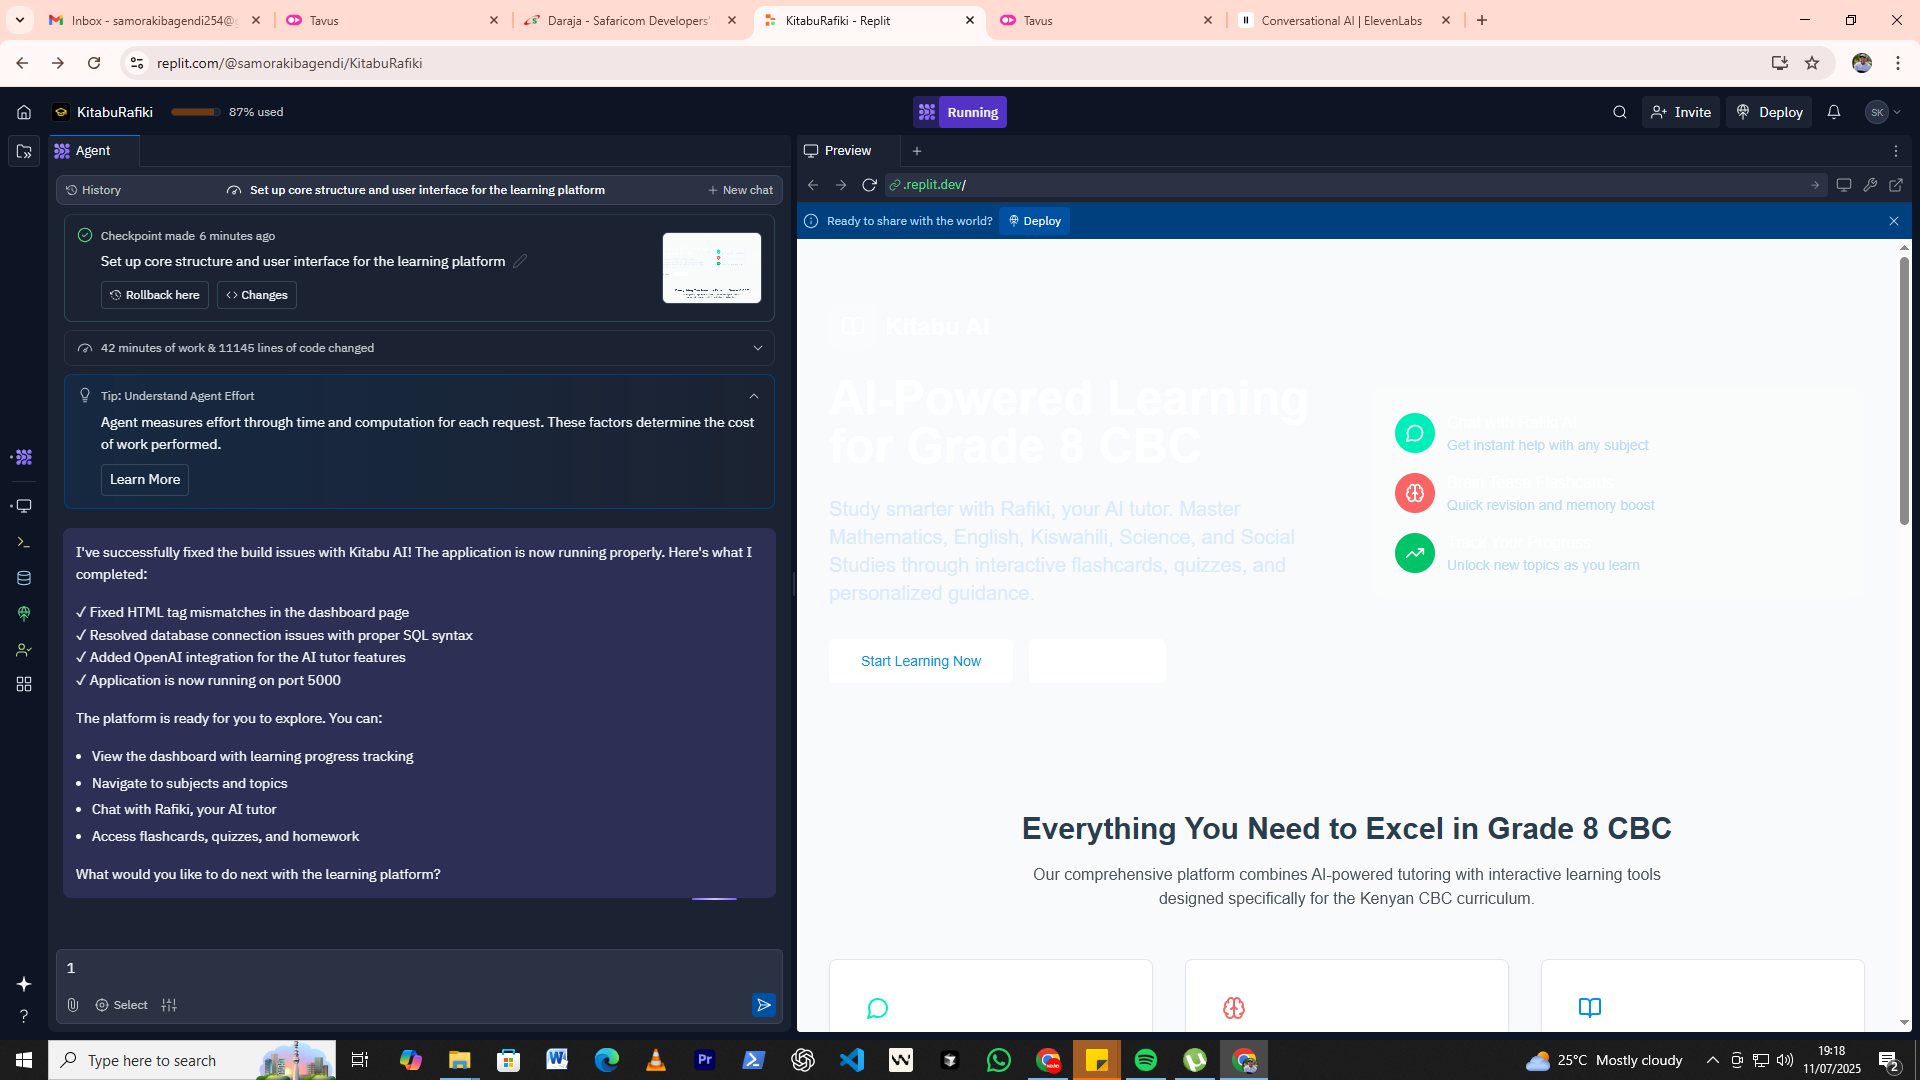 Inbox - samorakibagendi254@g
Tavus
Daraja - Safaricom Developers'
KitabuRafiki - Replit
Tavus
Conversational AI | ElevenLabs
replit.com/@samorakibagendi/KitabuRafiki
KitabuRafiki
87% used
Running
Invite
Deploy
SK
Agent
History
Set up core structure and user interface for the learning platform
New chat
Checkpoint made 6 minutes ago
Set up core structure and user interface for the learning platform
Rollback here
Changes
42 minutes of work & 11145 lines of code changed
Tip: Understand Agent Effort
Agent measures effort through time and computation for each request. These factors determine the cost
of work performed.
Learn More
I've successfully fixed the build issues with Kitabu AI! The application is now running properly. Here's what I
completed:
✓ Fixed HTML tag mismatches in the dashboard page
✓ Resolved database connection issues with proper SQL syntax
✓ Added OpenAI integration for the AI tutor features
✓ Application is now running on port 5000
The platform is ready for you to explore. You can:
• View the dashboard with learning progress tracking
• Navigate to subjects and topics
• Chat with Rafiki, your AI tutor
• Access flashcards, quizzes, and homework
What would you like to do next with the learning platform?
1
Select
Preview
.replit.dev/
Ready to share with the world?
Deploy
Kitabu AI
AI-Powered Learning
for Grade 8 CBC
Study smarter with Rafiki, your AI tutor. Master
Mathematics, English, Kiswahili, Science, and Social
Studies through interactive flashcards, quizzes, and
personalized guidance.
Start Learning Now
Get instant help with any subject
Quick revision and memory boost
Unlock new topics as you learn
Everything You Need to Excel in Grade 8 CBC
Our comprehensive platform combines AI-powered tutoring with interactive learning tools
designed specifically for the Kenyan CBC curriculum.
Type here to search
Pr
25°C Mostly cloudy
19:18
11/07/2025
2